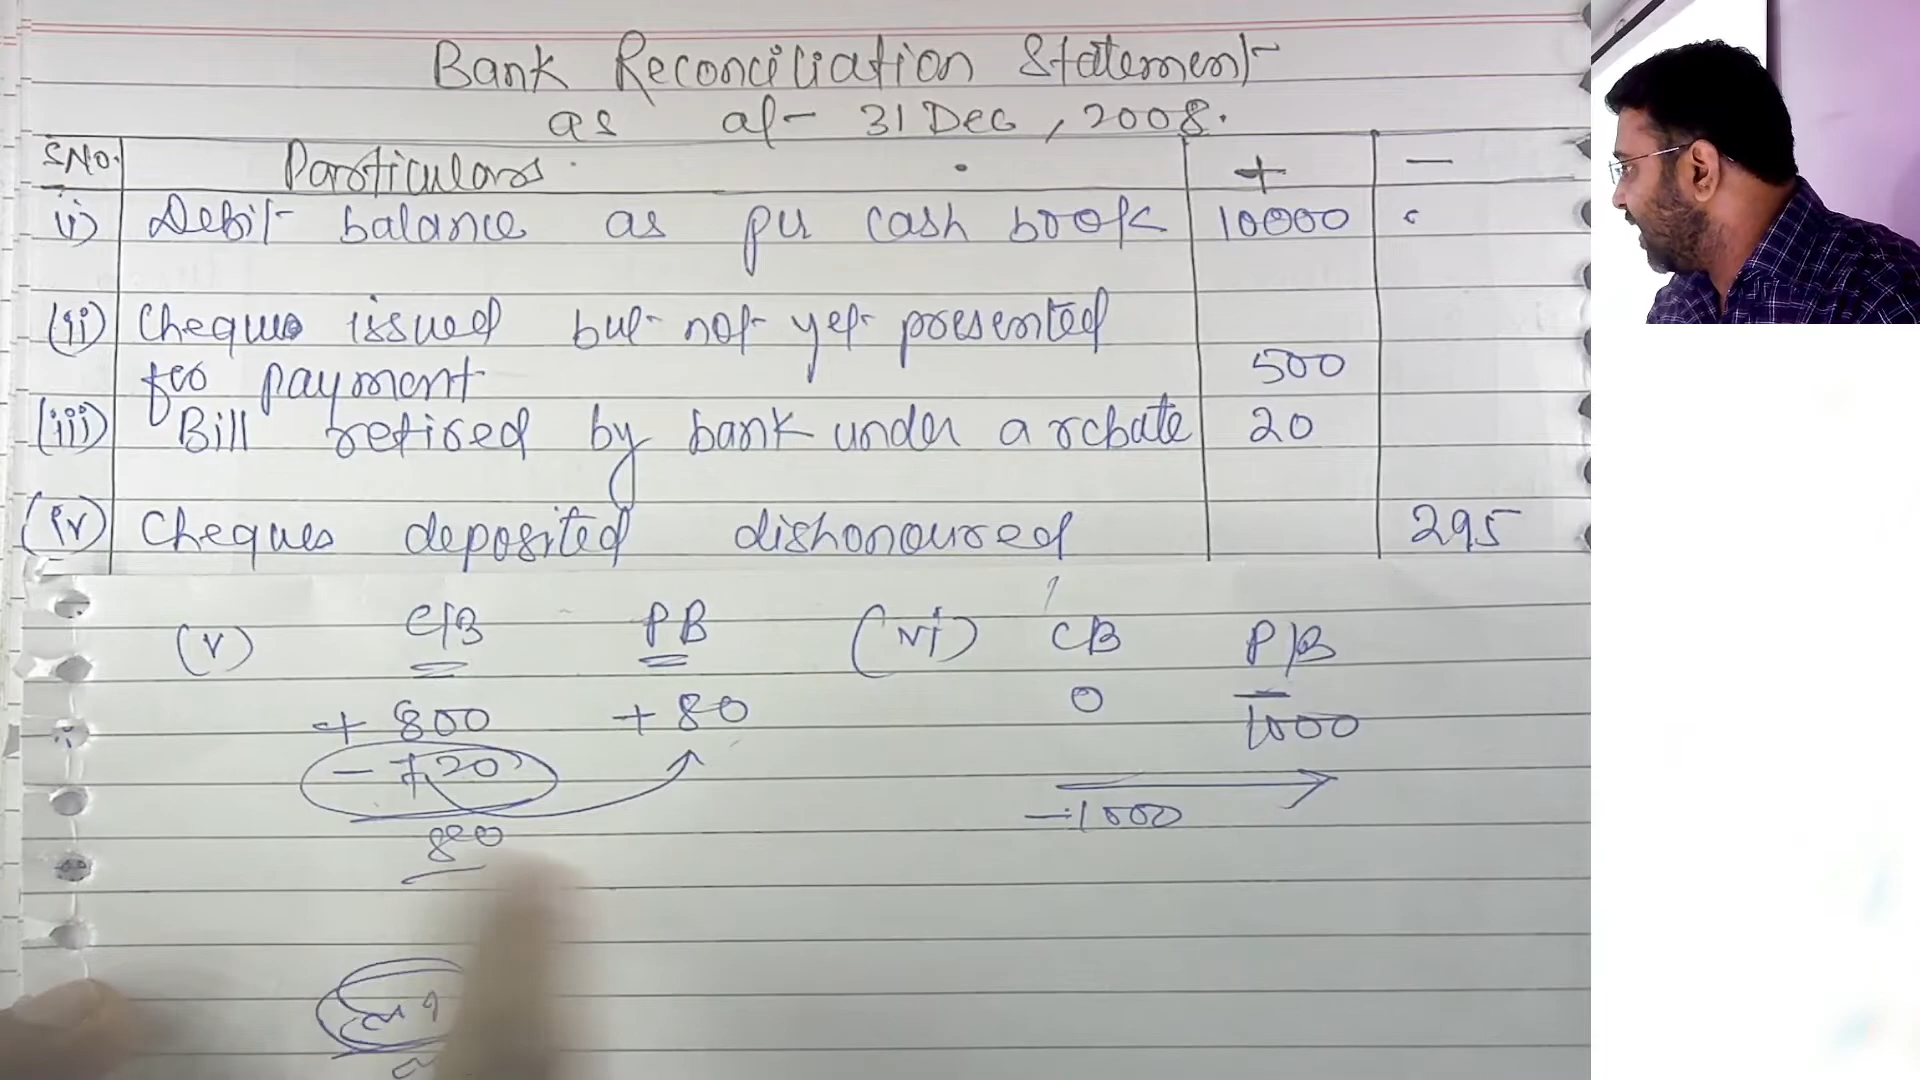 Bank Reconciliation Statement
as at 31 Dec, 2008.
S.No. Particulars. + -
(i) Debit balance as per cash book 10000
(ii) Cheques issued but not yet presented
for payment 500
(iii) Bill retired by bank under a rebate 20
(iv) Cheques deposited dishonoured 295
(v) C/B PB (vi) CB P/B
+ 800 + 80 0 1000
- 720
-1000